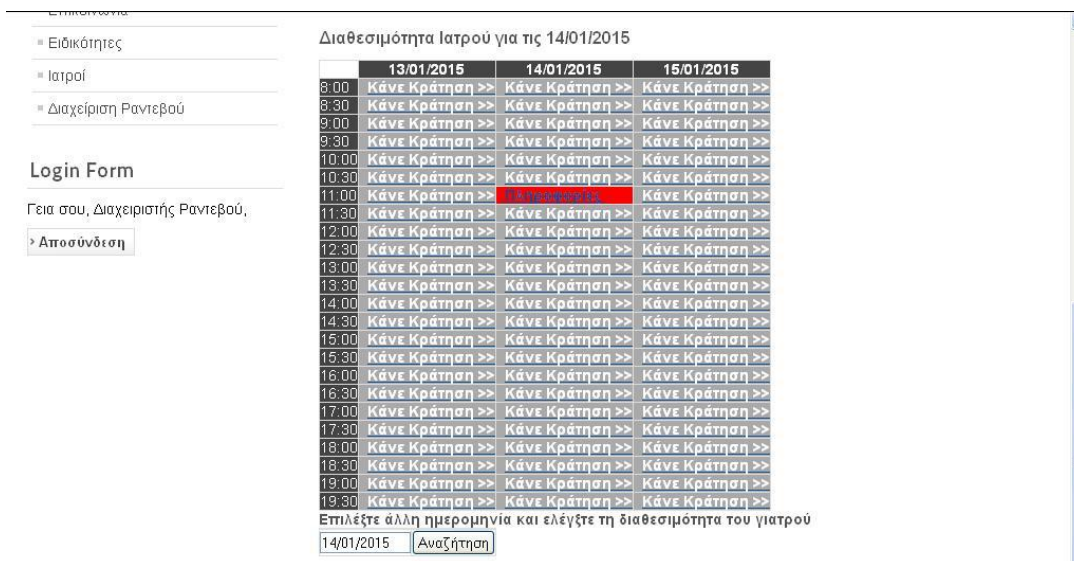 Ειδικότητες
Ιατροί
Διαχείριση Ραντεβού
Login Form
Γεια σου, Διαχειριστής Ραντεβού,
Αποσύνδεση
Διαθεσιμότητα Ιατρού για τις 14/01/2015
13/01/2015 14/01/2015 15/01/2015
8:00 Κάνε Κράτηση >> Κάνε Κράτηση >> Κάνε Κράτηση >>
8:30 Κάνε Κράτηση >> Κάνε Κράτηση >> Κάνε Κράτηση >>
9:00 Κάνε Κράτηση >> Κάνε Κράτηση >> Κάνε Κράτηση >>
9:30 Κάνε Κράτηση >> Κάνε Κράτηση >> Κάνε Κράτηση >>
10:00 Κάνε Κράτηση >> Κάνε Κράτηση >> Κάνε Κράτηση >>
10:30 Κάνε Κράτηση >> Κάνε Κράτηση >> Κάνε Κράτηση >>
11:00 Κάνε Κράτηση >> Κάνε Κράτηση >>
11:30 Κάνε Κράτηση >> Κάνε Κράτηση >> Κάνε Κράτηση >>
12:00 Κάνε Κράτηση >> Κάνε Κράτηση >> Κάνε Κράτηση >>
12:30 Κάνε Κράτηση >> Κάνε Κράτηση >> Κάνε Κράτηση >>
13:00 Κάνε Κράτηση >> Κάνε Κράτηση >> Κάνε Κράτηση >>
13:30 Κάνε Κράτηση >> Κάνε Κράτηση >> Κάνε Κράτηση >>
14:00 Κάνε Κράτηση >> Κάνε Κράτηση >> Κάνε Κράτηση >>
14:30 Κάνε Κράτηση >> Κάνε Κράτηση >> Κάνε Κράτηση >>
15:00 Κάνε Κράτηση >> Κάνε Κράτηση >> Κάνε Κράτηση >>
15:30 Κάνε Κράτηση >> Κάνε Κράτηση >> Κάνε Κράτηση >>
16:00 Κάνε Κράτηση >> Κάνε Κράτηση >> Κάνε Κράτηση >>
16:30 Κάνε Κράτηση >> Κάνε Κράτηση >> Κάνε Κράτηση >>
17:00 Κάνε Κράτηση >> Κάνε Κράτηση >> Κάνε Κράτηση >>
17:30 Κάνε Κράτηση >> Κάνε Κράτηση >> Κάνε Κράτηση >>
18:00 Κάνε Κράτηση >> Κάνε Κράτηση >> Κάνε Κράτηση >>
18:30 Κάνε Κράτηση >> Κάνε Κράτηση >> Κάνε Κράτηση >>
19:00 Κάνε Κράτηση >> Κάνε Κράτηση >> Κάνε Κράτηση >>
19:30 Κάνε Κράτηση >> Κάνε Κράτηση >> Κάνε Κράτηση >>
Επιλέξτε άλλη ημερομηνία και ελέγξτε τη διαθεσιμότητα του γιατρού
14/01/2015 Αναζήτηση